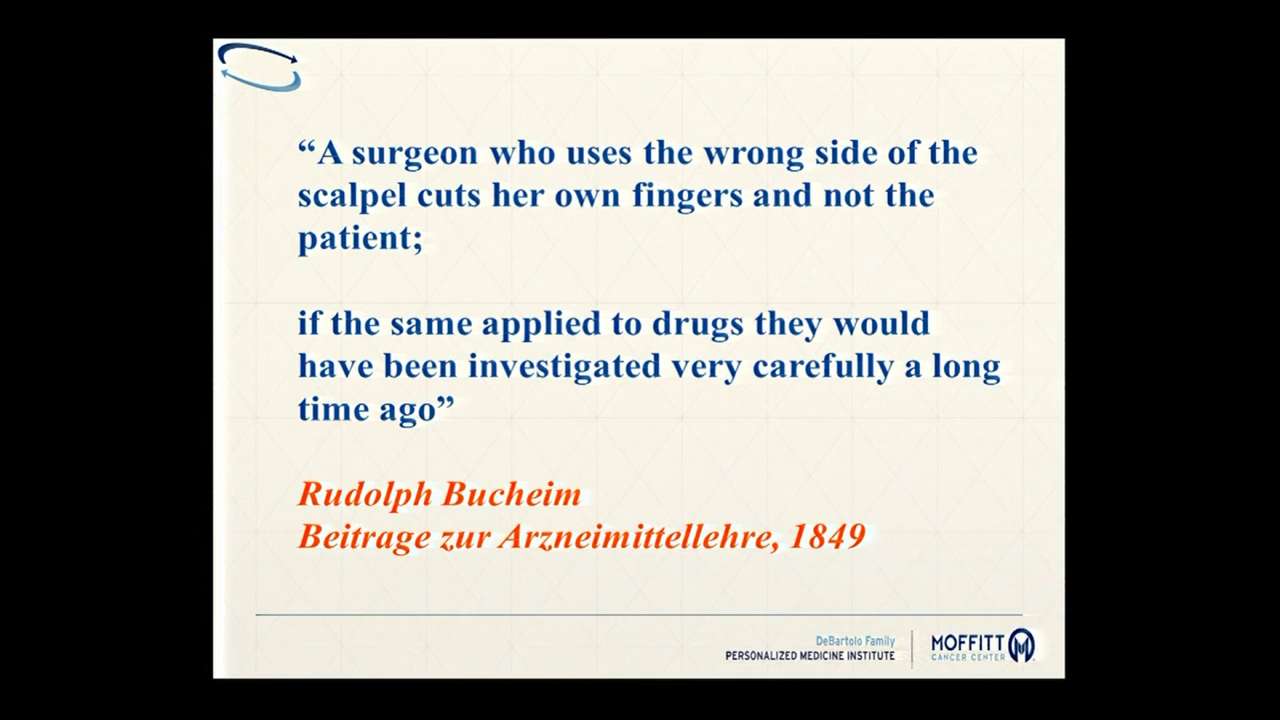 “A surgeon who uses the wrong side of the
scalpel cuts her own fingers and not the
patient;
if the same applied to drugs they would
have been investigated very carefully a long
time ago”
Rudolph Bucheim
Beitrage zur Arzneimittellehre, 1849
DeBartolo Family
PERSONALIZED MEDICINE INSTITUTE
MOFFITT
CANCER CENTER